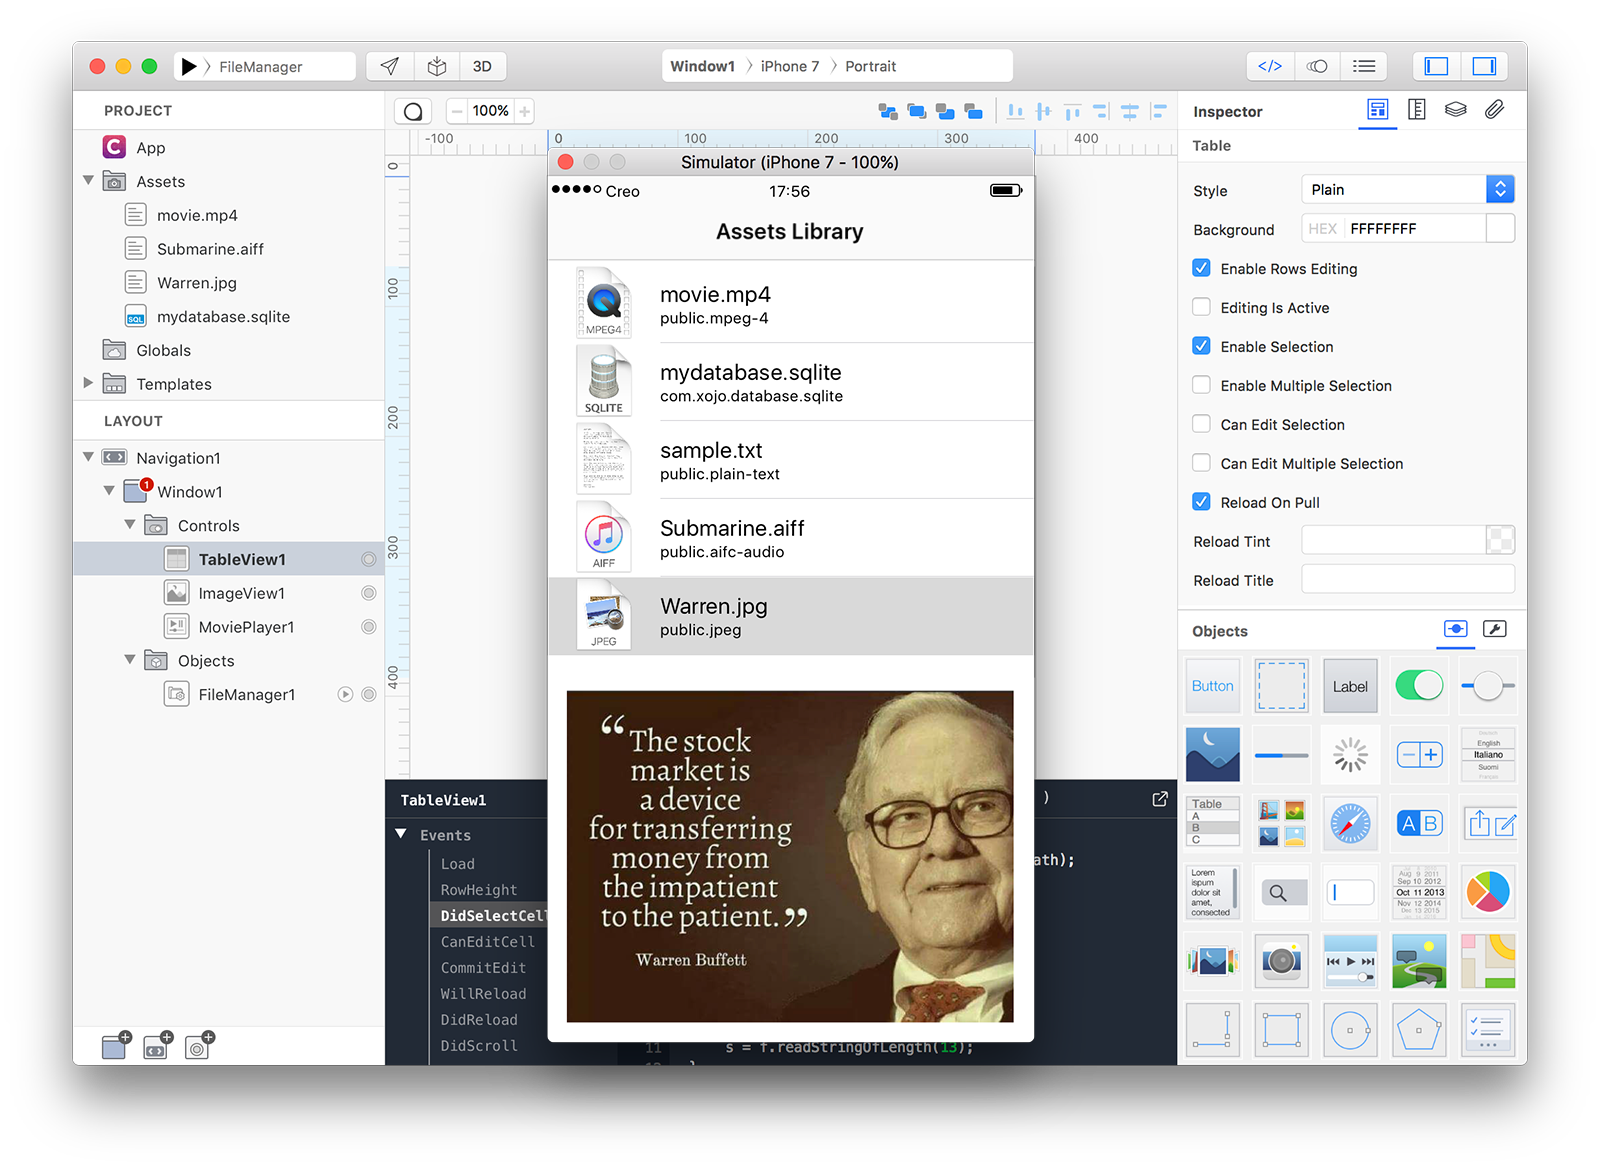 FileManager
3D
Window1
iPhone 7
Portrait
</>
PROJECT
App
Assets
movie.mp4
Submarine.aiff
Warren.jpg
SQL
mydatabase.sqlite
Globals
Templates
LAYOUT
Navigation1
1
Window1
Controls
TableView1
ImageView1
MoviePlayer1
Objects
FileManager1
100%
-100
0
100
200
300
400
0
100
200
300
400
Simulator (iPhone 7 - 100%)
Creo
17:56
Assets Library
MPEG4
movie.mp4
public.mpeg-4
SQLITE
mydatabase.sqlite
com.xojo.database.sqlite
sample.txt
public.plain-text
AIFF
Submarine.aiff
public.aifc-audio
JPEG
Warren.jpg
public.jpeg
“The stock
market is
a device
for transferring
money from
the impatient
to the patient.”
Warren Buffett
TableView1
)
Events
Load
RowHeight
DidSelectCell
CanEditCell
CommitEdit
WillReload
DidReload
DidScroll
ath);
11
s = f.readStringOfLength(13);
Inspector
Table
Style
Plain
Background
HEX
FFFFFFFF
Enable Rows Editing
Editing Is Active
Enable Selection
Enable Multiple Selection
Can Edit Selection
Can Edit Multiple Selection
Reload On Pull
Reload Tint
Reload Title
Objects
Button
Label
English
Italiano
Suomi
Table
A
B
C
A B
Lorem
ispum
dolor sit
amet,
consected
Aug 9 2011
Sep 10 2012
Oct 11 2013
Nov 12 2014
Dec 13 2015